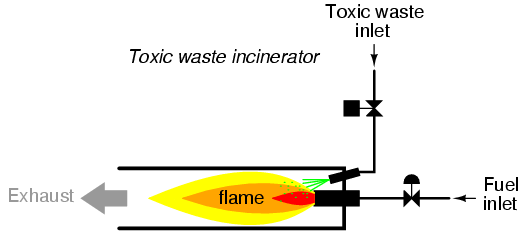 Toxic waste
inlet
Toxic waste incinerator
Exhaust
flame
Fuel
inlet